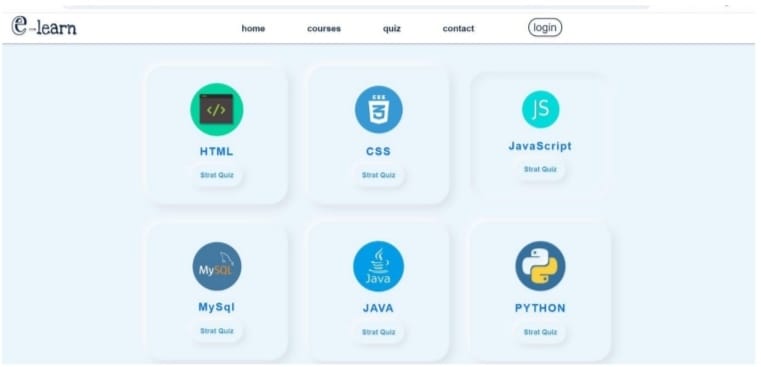 e-learn home courses quiz contact login
</>
3
JS
HTML CSS JavaScript
Strat Quiz Strat Quiz Strat Quiz
MySQL Java
MySql JAVA PYTHON
Strat Quiz Strat Quiz Strat Quiz